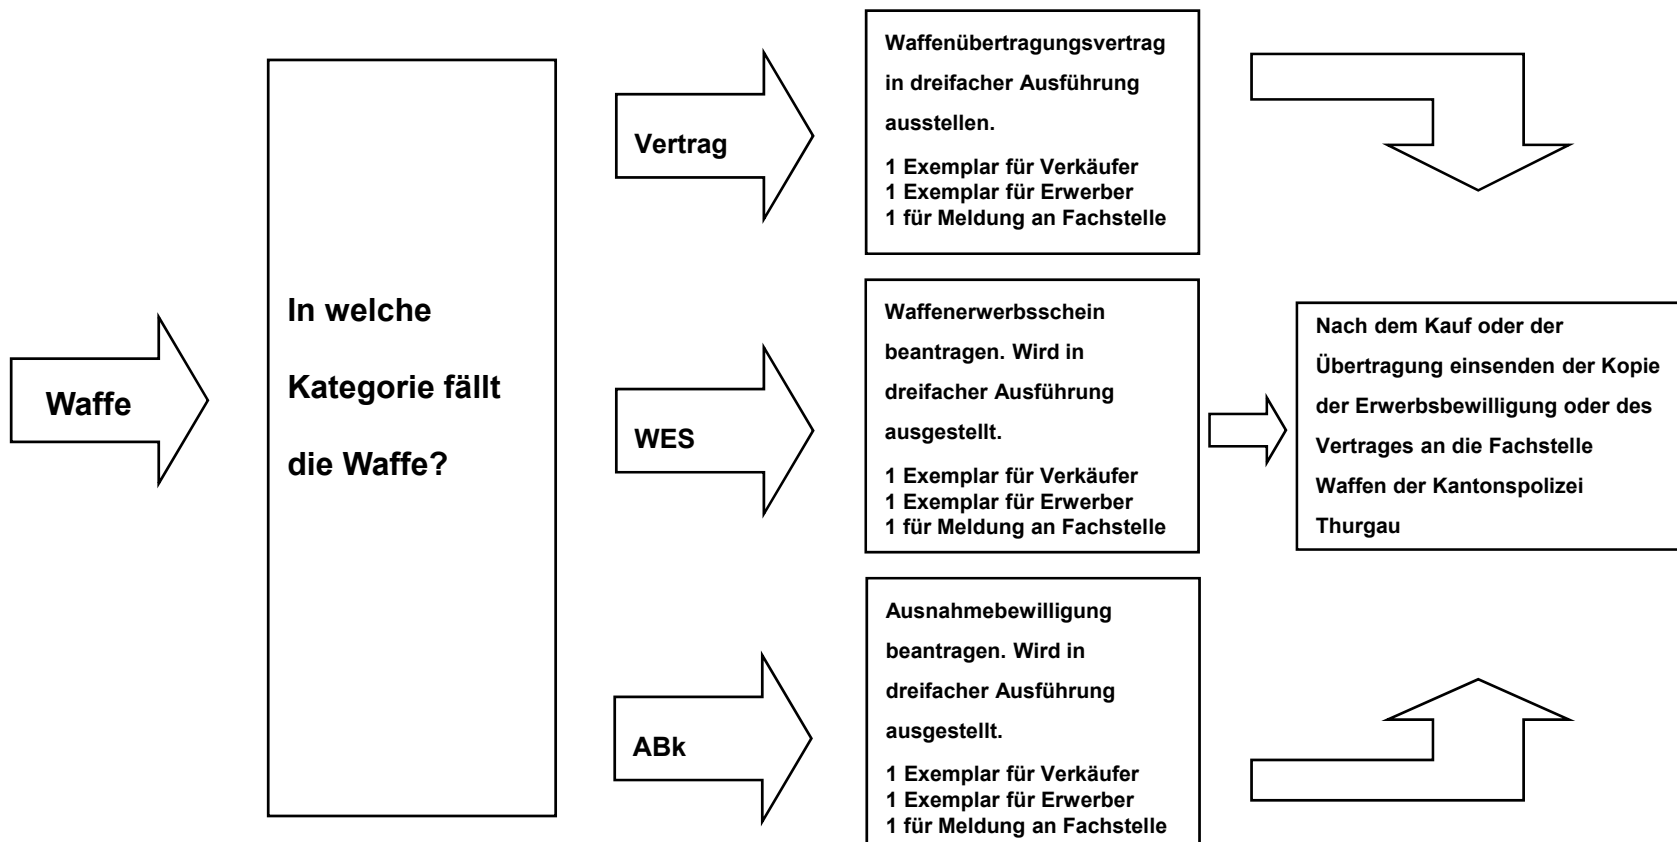 Waffe
In welche
Kategorie fällt
die Waffe?
Vertrag
Waffenübertragungsvertrag
in dreifacher Ausführung
ausstellen.
1 Exemplar für Verkäufer
1 Exemplar für Erwerber
1 für Meldung an Fachstelle
WES
Waffenerwerbsschein
beantragen. Wird in
dreifacher Ausführung
ausgestellt.
1 Exemplar für Verkäufer
1 Exemplar für Erwerber
1 für Meldung an Fachstelle
ABk
Ausnahmebewilligung
beantragen. Wird in
dreifacher Ausführung
ausgestellt.
1 Exemplar für Verkäufer
1 Exemplar für Erwerber
1 für Meldung an Fachstelle
Nach dem Kauf oder der
Übertragung einsenden der Kopie
der Erwerbsbewilligung oder des
Vertrages an die Fachstelle
Waffen der Kantonspolizei
Thurgau